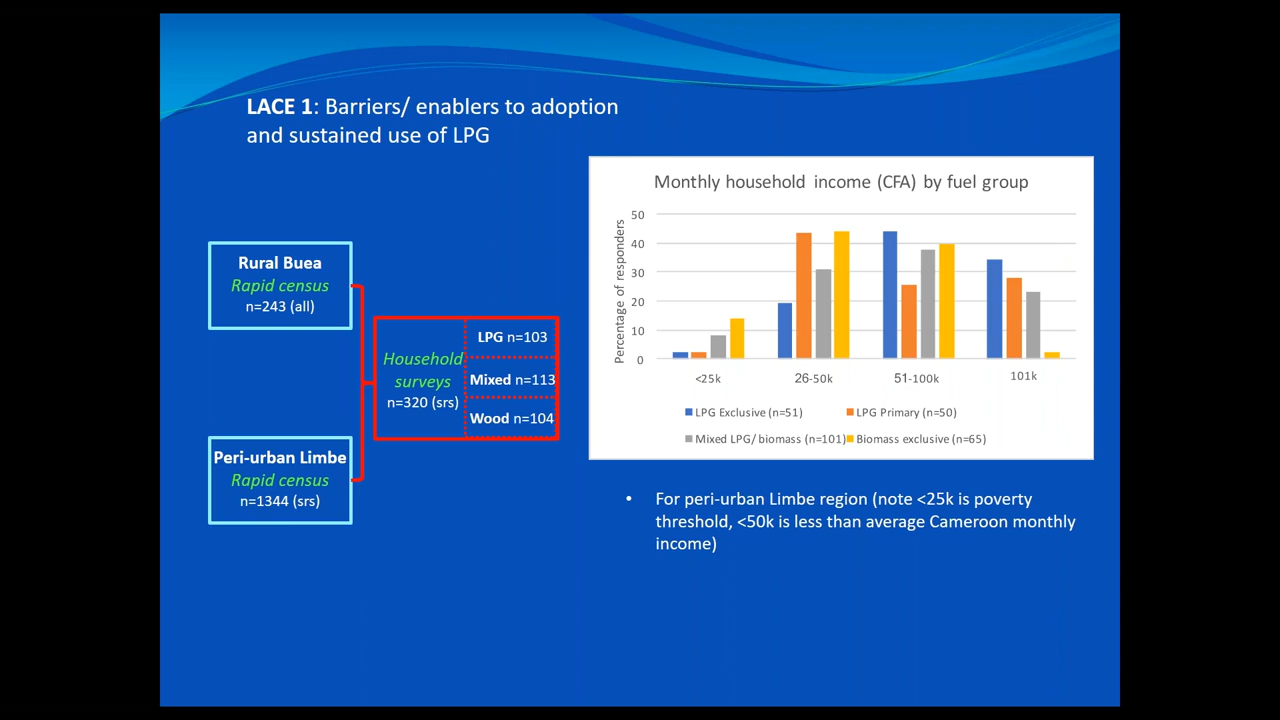 LACE 1: Barriers/ enablers to adoption
and sustained use of LPG
Rural Buea
Rapid census
n=243 (all)
Peri-urban Limbe
Rapid census
n=1344 (srs)
Household
surveys
n=320 (srs)
LPG n=103
Mixed n=113
Wood n=104
Monthly household income (CFA) by fuel group
Percentage of responders
50
40
30
20
10
0
<25k
26-50k
51-100k
101k
LPG Exclusive (n=51)
LPG Primary (n=50)
Mixed LPG/ biomass (n=101)
Biomass exclusive (n=65)
• For peri-urban Limbe region (note <25k is poverty
threshold, <50k is less than average Cameroon monthly
income)